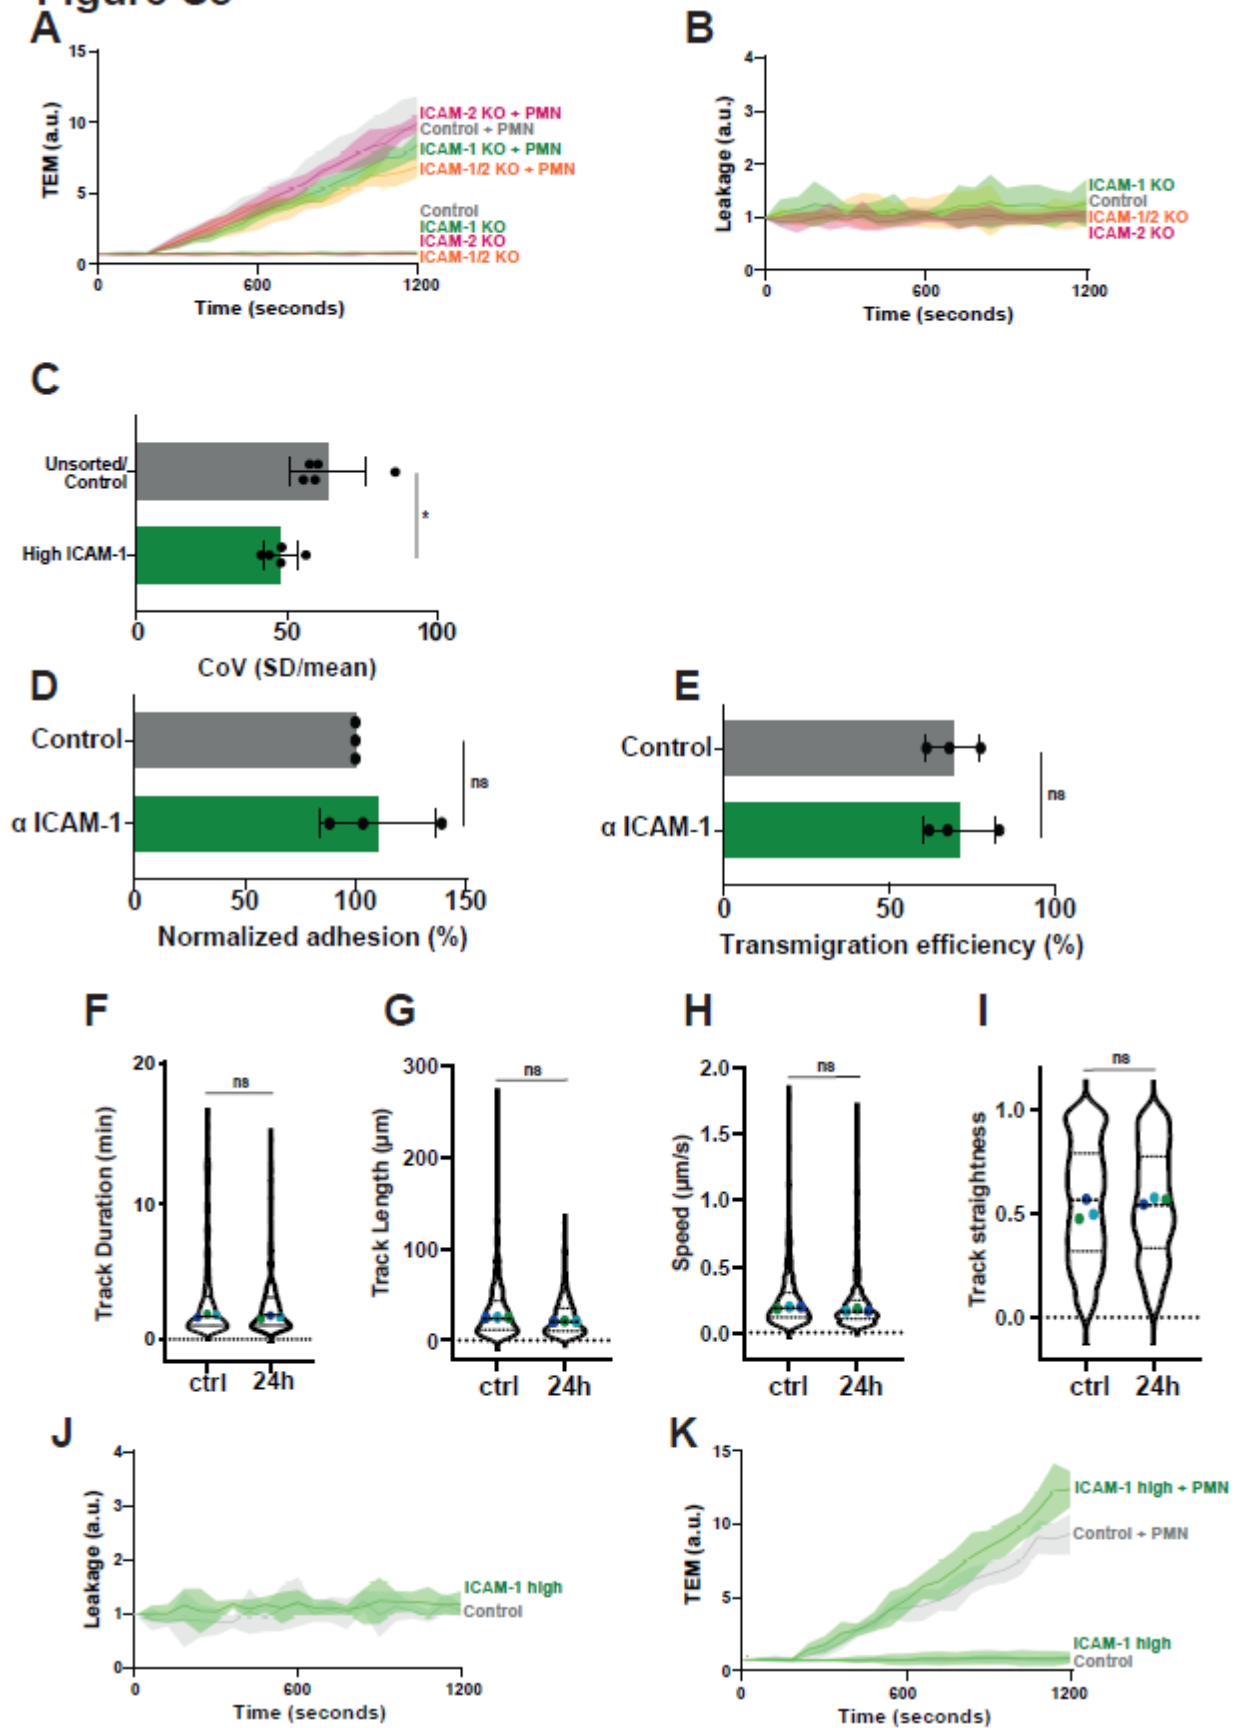 A
15
10
5
0
TEM (a.u.)
ICAM-2 KO + PMN
Control + PMN
ICAM-1 KO + PMN
ICAM-1/2 KO + PMN
Control
ICAM-1 KO
ICAM-2 KO
ICAM-1/2 KO
0
600
1200
Time (seconds)
B
4
3
2
1
0
Leakage (a.u.)
ICAM-1 KO
Control
ICAM-1/2 KO
ICAM-2 KO
0
600
1200
Time (seconds)
C
Unsorted/
Control
High ICAM-1
*
0
50
100
CoV (SD/mean)
D
Control
α ICAM-1
ns
0
50
100
150
Normalized adhesion (%)
E
Control
α ICAM-1
ns
0
50
100
Transmigration efficiency (%)
F
20
10
0
Track Duration (min)
ns
ctrl
24h
G
300
200
100
0
Track Length (µm)
ns
ctrl
24h
H
2.0
1.5
1.0
0.5
0.0
Speed (µm/s)
ns
ctrl
24h
I
1.0
0.5
0.0
Track straightness
ns
ctrl
24h
J
4
3
2
1
0
Leakage (a.u.)
ICAM-1 high
Control
0
600
1200
Time (seconds)
K
15
10
5
0
TEM (a.u.)
ICAM-1 high + PMN
Control + PMN
ICAM-1 high
Control
0
600
1200
Time (seconds)